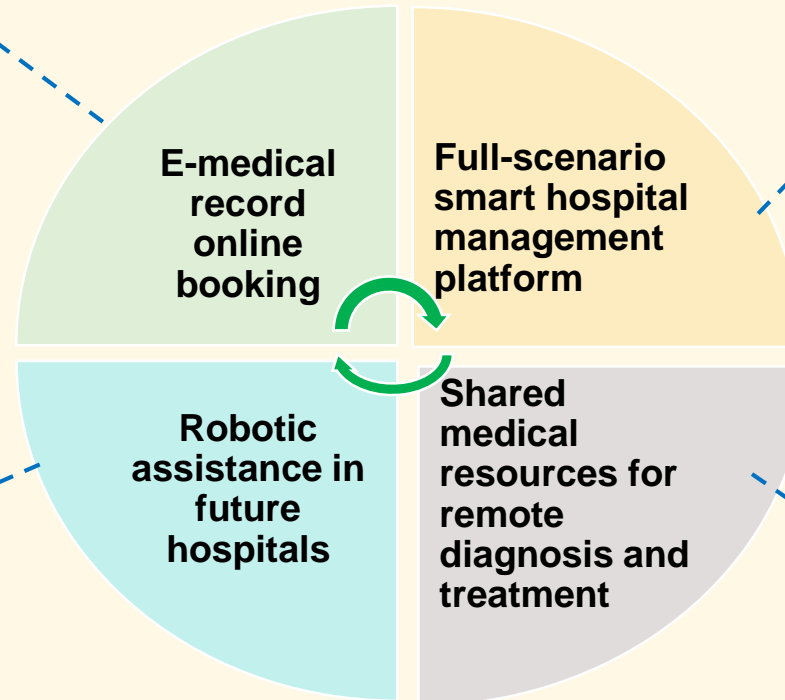 E-medical
record
online
booking
Full-scenario
smart hospital
management
platform
Robotic
assistance in
future
hospitals
Shared
medical
resources for
remote
diagnosis and
treatment